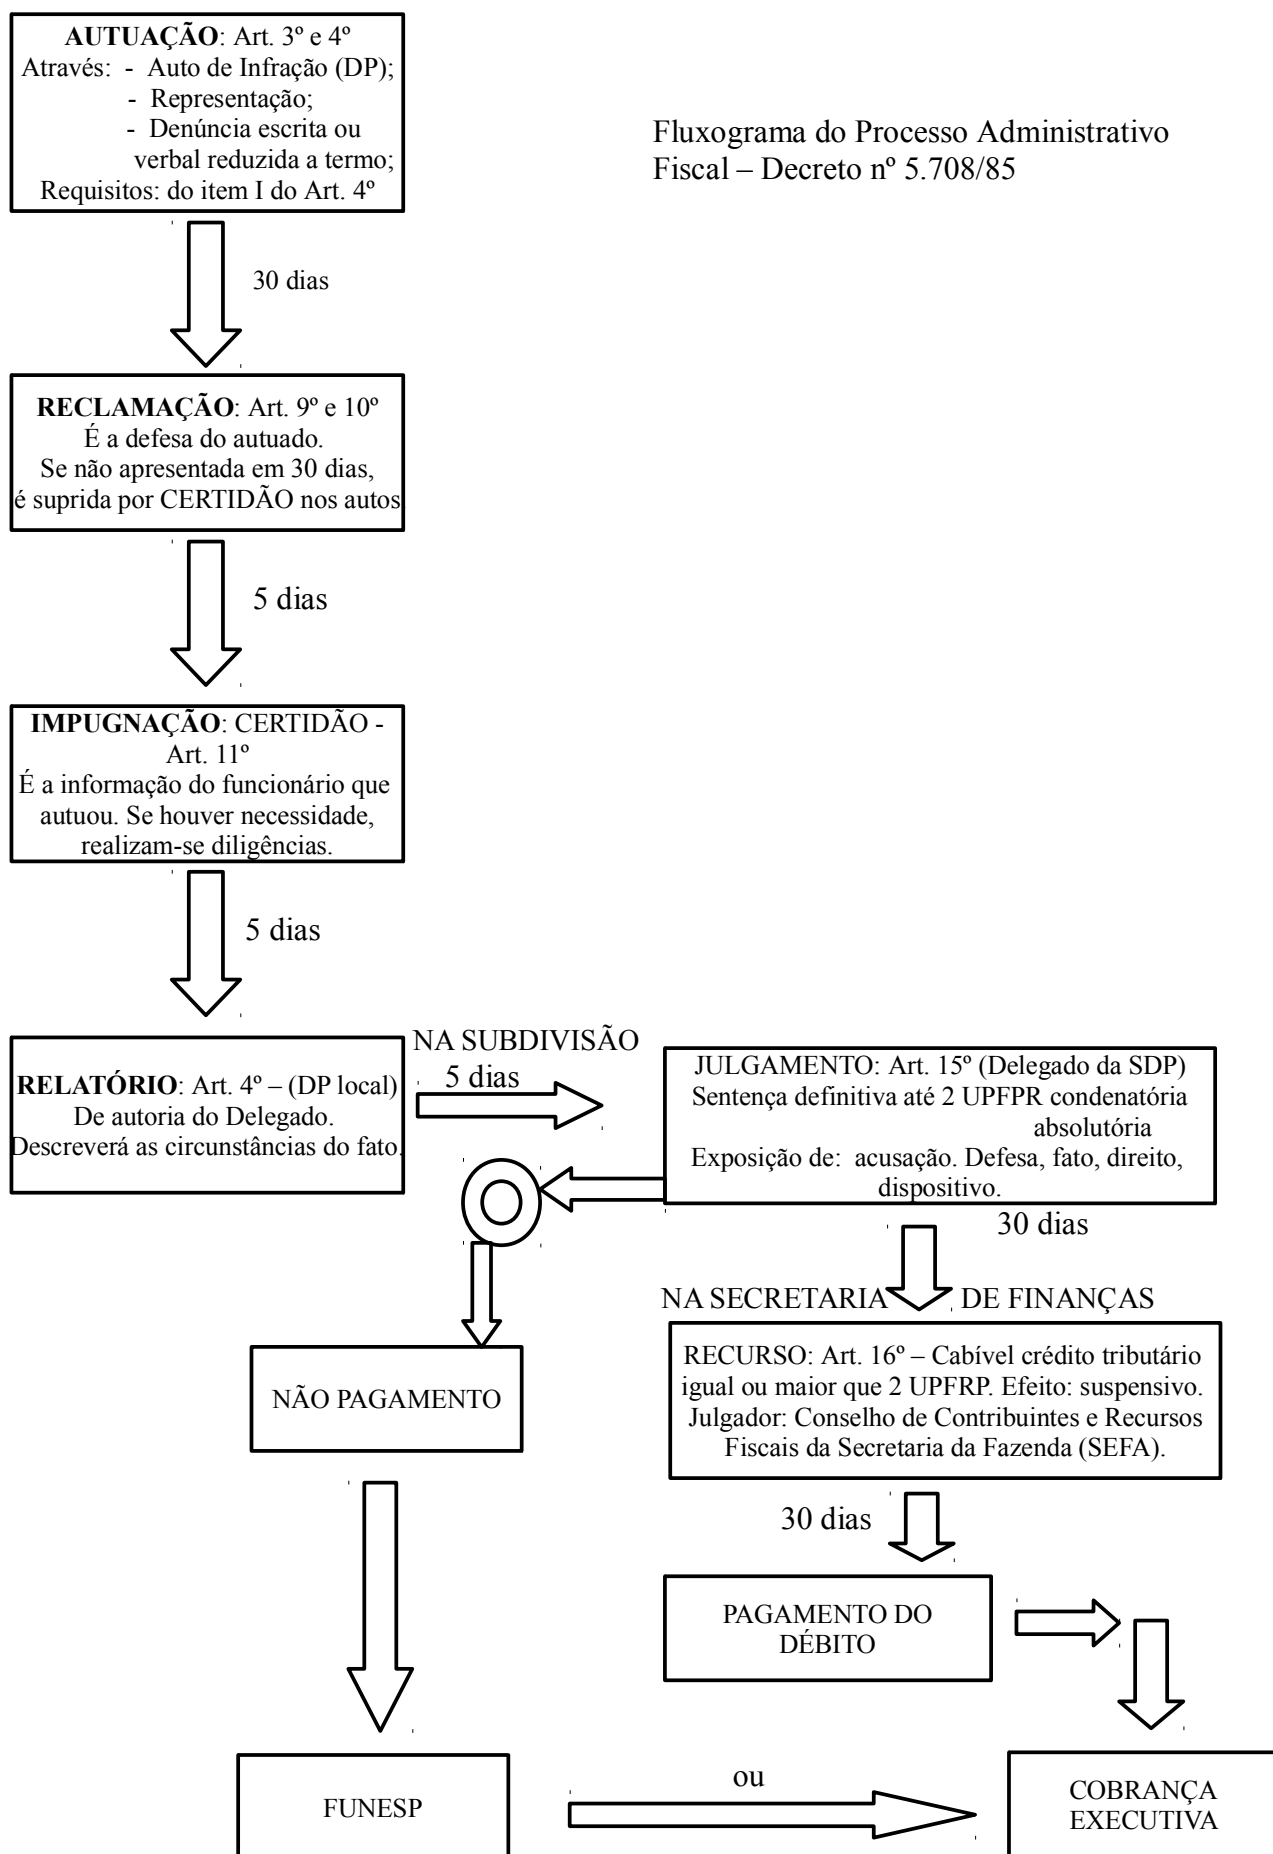 AUTUAÇÃO: Art. 3º e 4º
Através: - Auto de Infração (DP);
- Representação;
- Denúncia escrita ou
verbal reduzida a termo;
Requisitos: do item I do Art. 4º
Fluxograma do Processo Administrativo
Fiscal – Decreto nº 5.708/85
30 dias
RECLAMAÇÃO: Art. 9º e 10º
É a defesa do autuado.
Se não apresentada em 30 dias,
é suprida por CERTIDÃO nos autos
5 dias
IMPUGNAÇÃO: CERTIDÃO -
Art. 11º
É a informação do funcionário que
autuou. Se houver necessidade,
realizam-se diligências.
5 dias
RELATÓRIO: Art. 4º – (DP local)
De autoria do Delegado.
Descreverá as circunstâncias do fato.
NA SUBDIVISÃO
5 dias
JULGAMENTO: Art. 15º (Delegado da SDP)
Sentença definitiva até 2 UPFPR condenatória
absolutória
Exposição de: acusação. Defesa, fato, direito,
dispositivo.
30 dias
NA SECRETARIA DE FINANÇAS
RECURSO: Art. 16º – Cabível crédito tributário
igual ou maior que 2 UPFRP. Efeito: suspensivo.
Julgador: Conselho de Contribuintes e Recursos
Fiscais da Secretaria da Fazenda (SEFA).
NÃO PAGAMENTO
30 dias
PAGAMENTO DO
DÉBITO
FUNESP
ou
COBRANÇA
EXECUTIVA